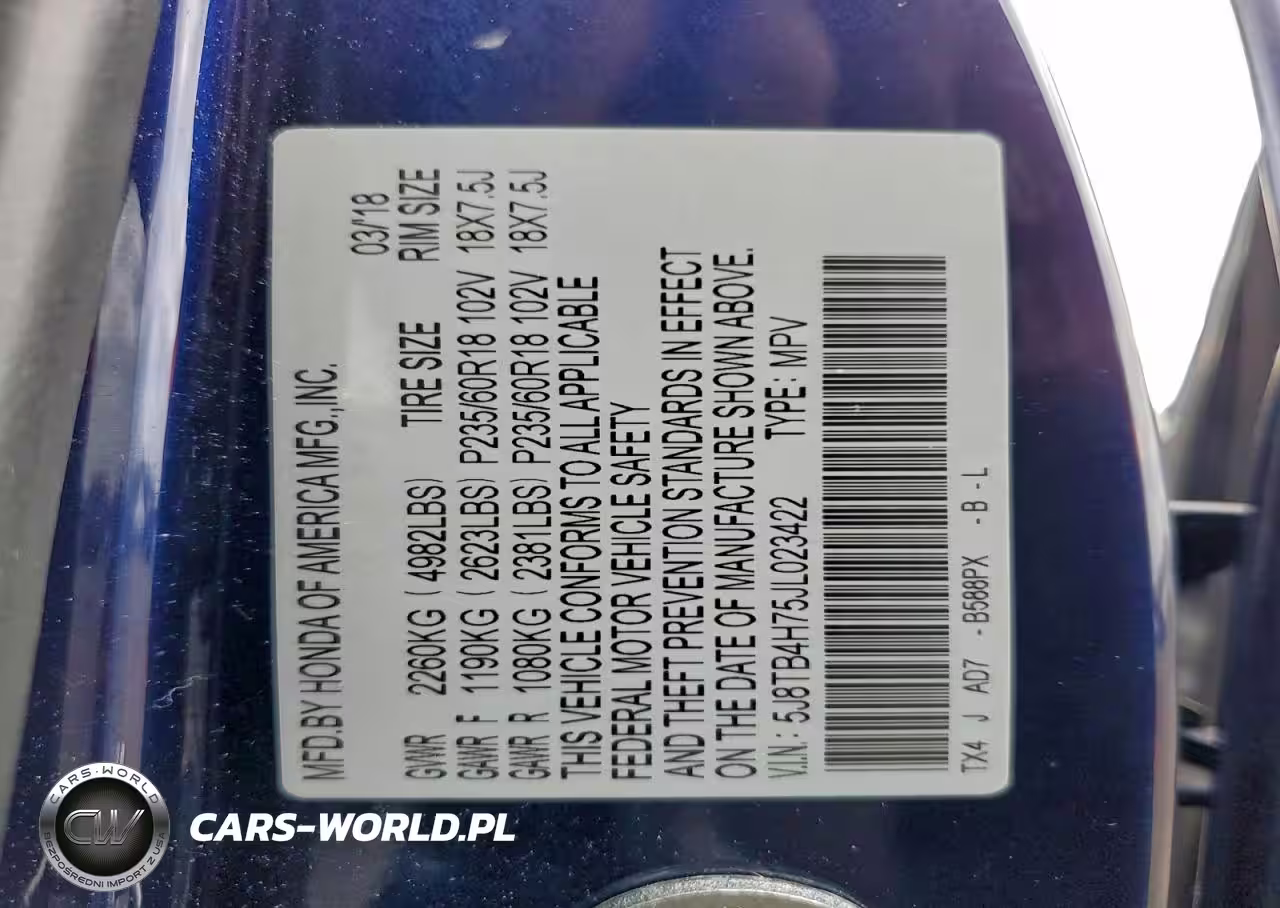 MFD.BY HONDA OF AMERICA MFG.,INC.
03/'18
GVWR 2260KG ( 4982LBS) TIRE SIZE RIM SIZE
GAWR F 1190KG ( 2623LBS) P235/60R18 102V 18X7.5J
GAWR R 1080KG ( 2381LBS) P235/60R18 102V 18X7.5J
THIS VEHICLE CONFORMS TO ALL APPLICABLE
FEDERAL MOTOR VEHICLE SAFETY
AND THEFT PREVENTION STANDARDS IN EFFECT
ON THE DATE OF MANUFACTURE SHOWN ABOVE.
V.I.N.: 5J8TB4H75JL023422 TYPE: MPV
TX4 J AD7 -B588PX -B-L
CARS-WORLD
CW
BEZPOŚREDNI IMPORT Z USA
CARS-WORLD.PL